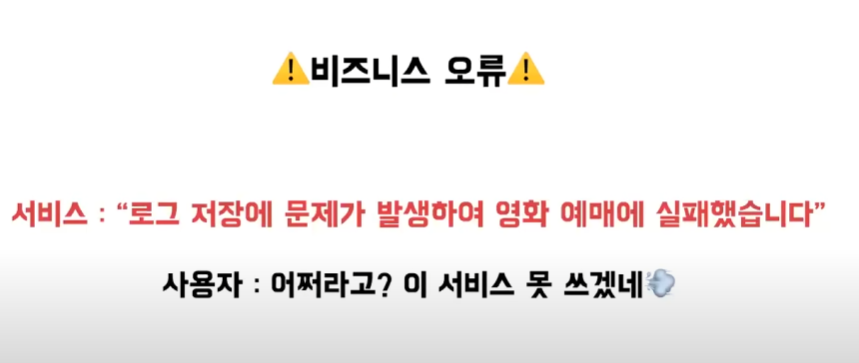 ⚠️비즈니스 오류⚠️
서비스 : “로그 저장에 문제가 발생하여 영화 예매에 실패했습니다”
사용자 : 어쩌라고? 이 서비스 못 쓰겠네💨